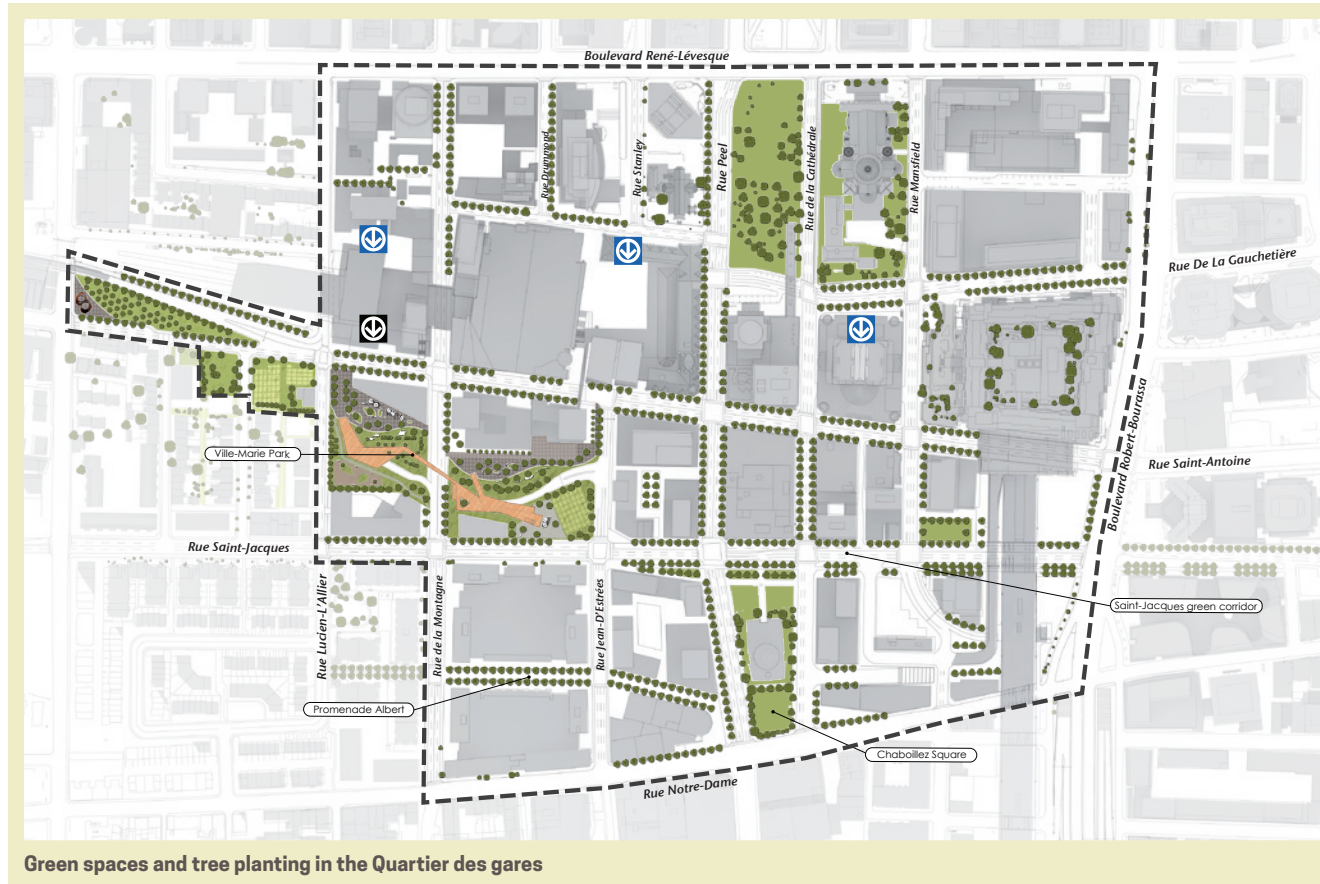 Boulevard René-Lévesque
Rue Drummond
Rue Stanley
Rue Peel
Rue de la Cathédrale
Rue Mansfield
Rue De La Gauchetière
Boulevard Robert-Bourassa
Ville-Marie Park
Rue Saint-Antoine
Rue Saint-Jacques
Saint-Jacques green corridor
Rue Lucien-L'Allier
Rue de la Montagne
Rue Jean-D'Estrées
Promenade Albert
Chaboillez Square
Rue Notre-Dame
Green spaces and tree planting in the Quartier des gares